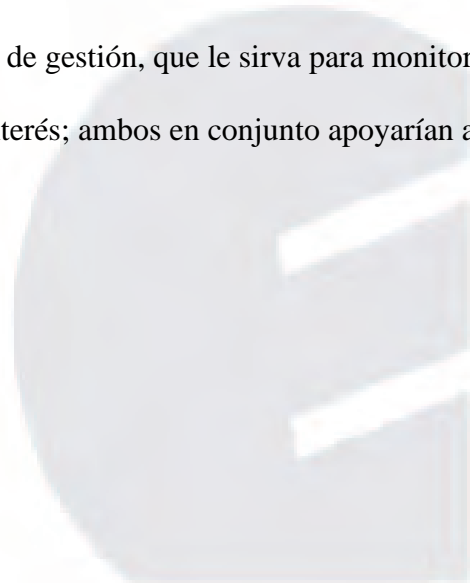 de gestión, que le sirva para monitor
terés; ambos en conjunto apoyarían a